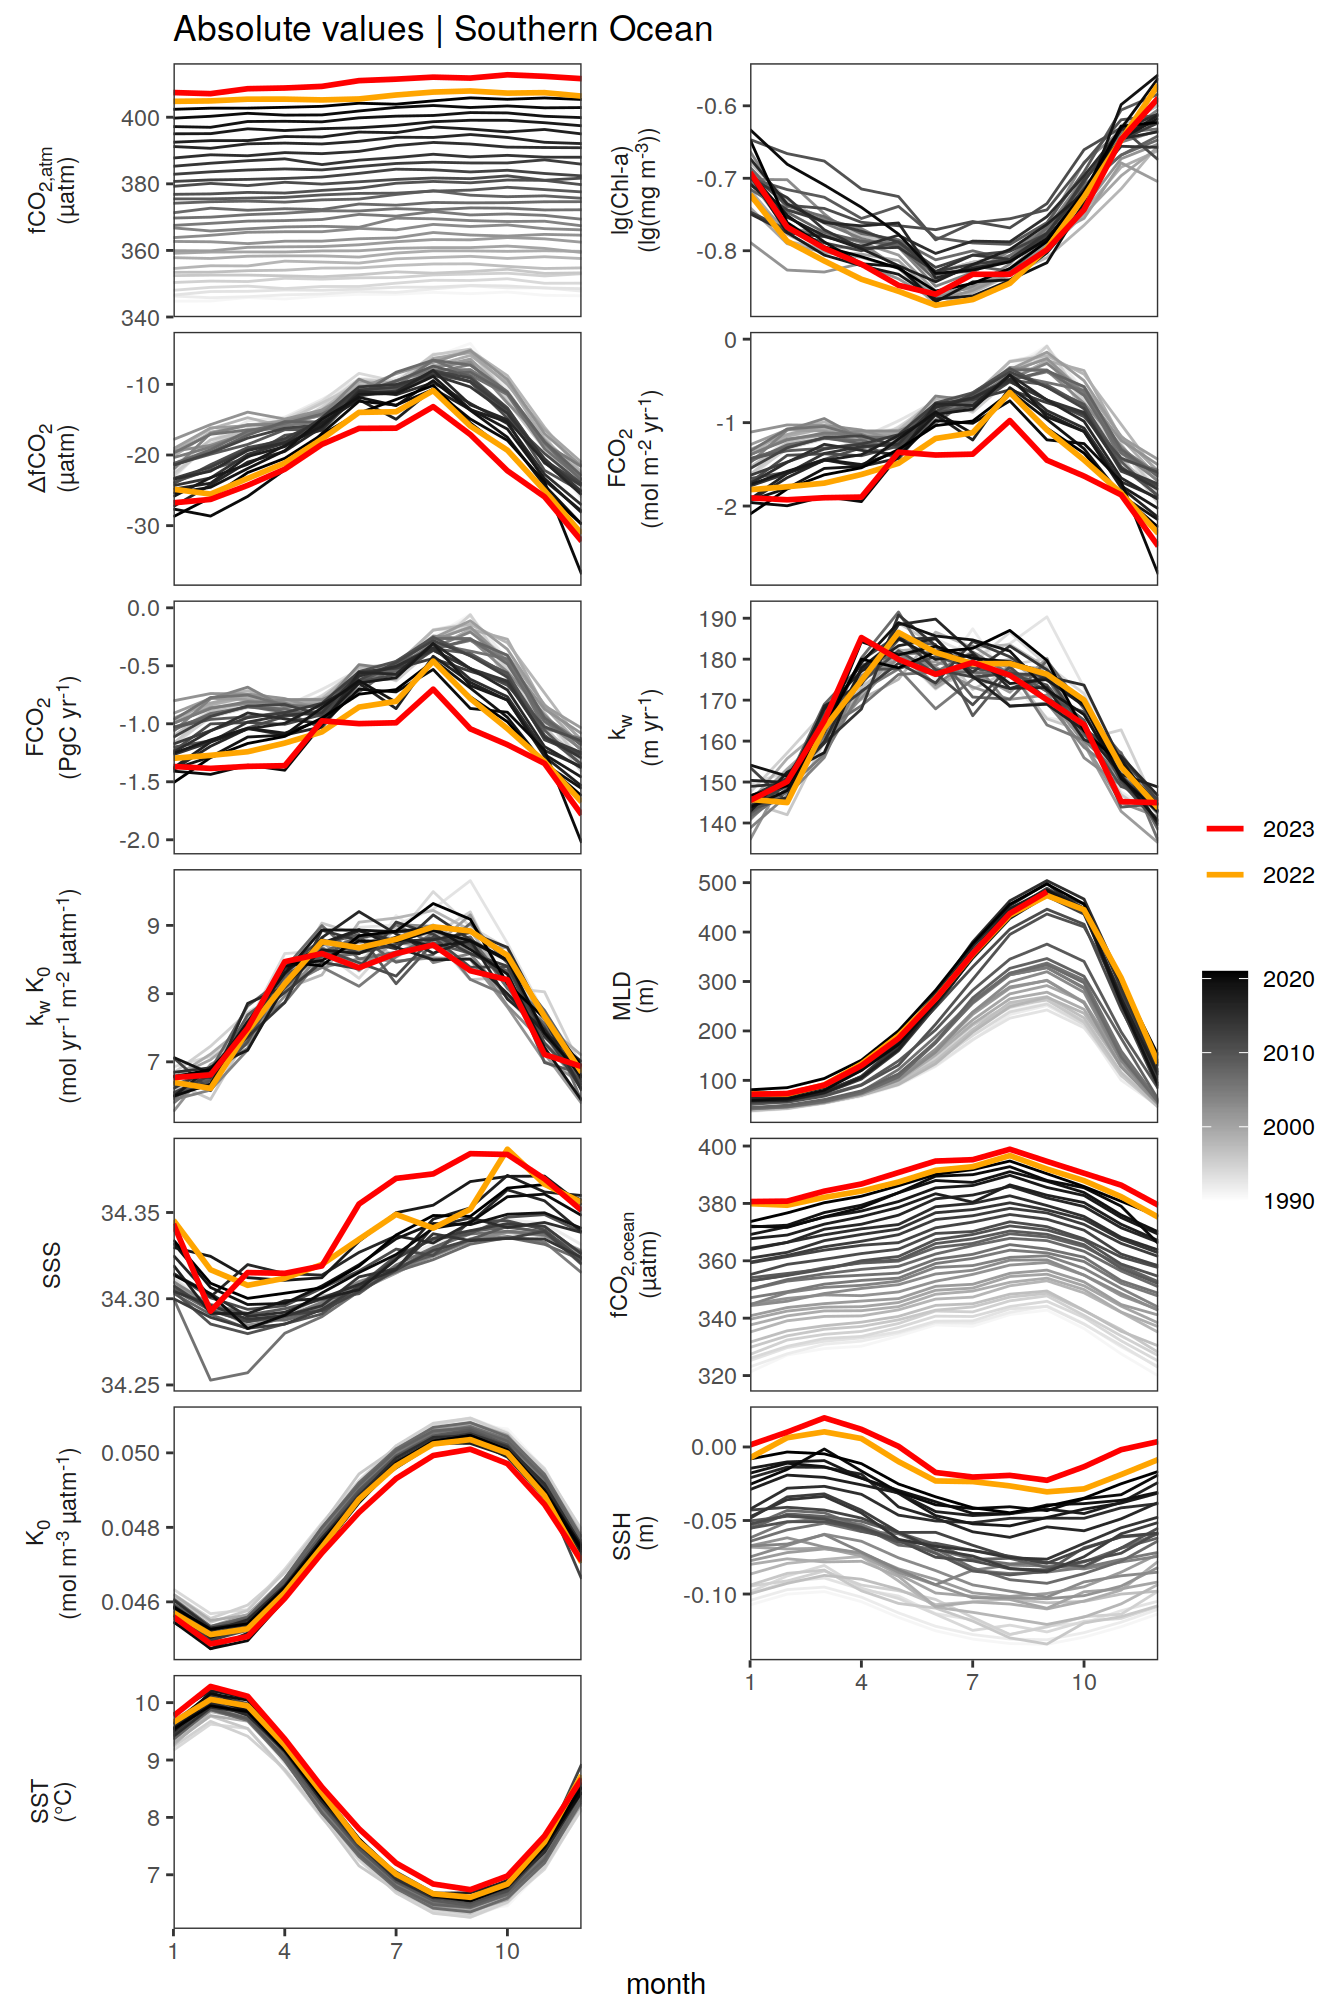 Absolute values | Southern Ocean
fCO2,atm
(µatm)
400
380
360
340
lg(Chl-a)
(lg(mg m-3))
-0.6
-0.7
-0.8
ΔfCO2
(µatm)
-10
-20
-30
FCO2
(mol m-2 yr-1)
0
-1
-2
FCO2
(PgC yr-1)
0.0
-0.5
-1.0
-1.5
-2.0
kw
(m yr-1)
190
180
170
160
150
140
kw K0
(mol yr-1 m-2 µatm-1)
9
8
7
MLD
(m)
500
400
300
200
100
SSS
34.35
34.30
34.25
fCO2,ocean
(µatm)
400
380
360
340
320
K0
(mol m-3 µatm-1)
0.050
0.048
0.046
SSH
(m)
0.00
-0.05
-0.10
1 4 7 10
SST
(°C)
10
9
8
7
1 4 7 10
month
2023
2022
2020
2010
2000
1990